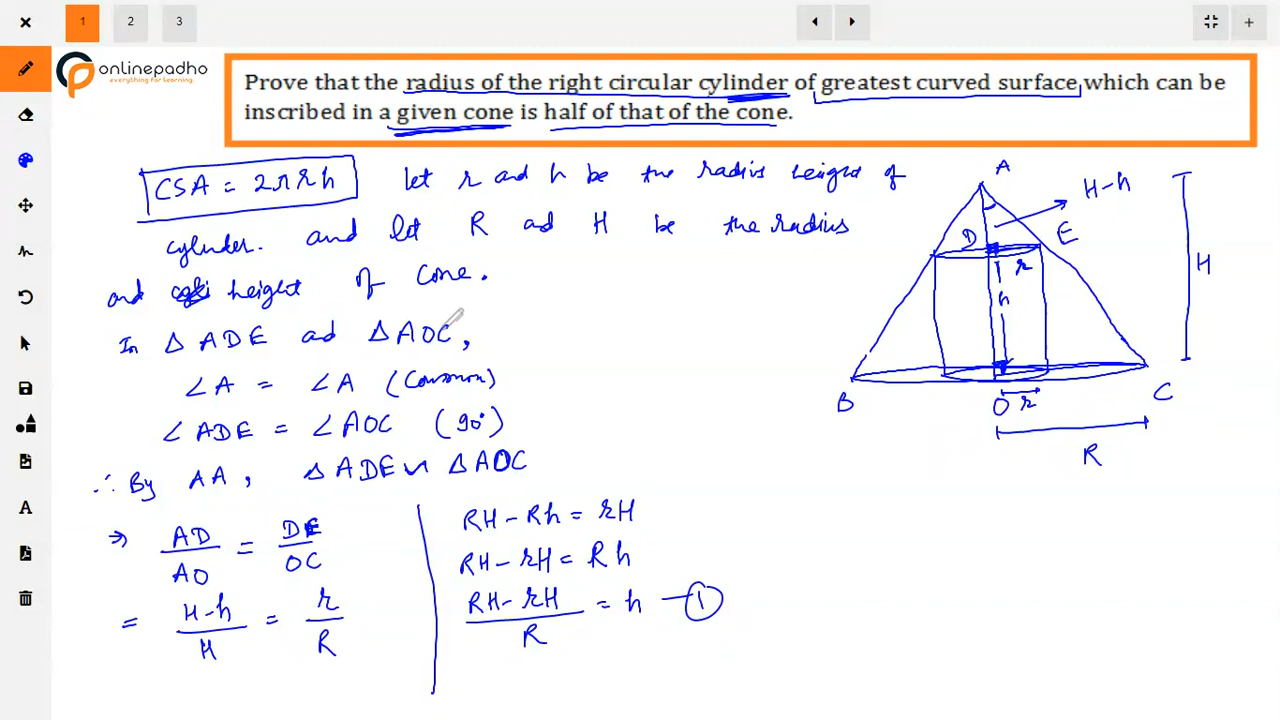 1 2 3
onlinepadho
everything for learning
Prove that the radius of the right circular cylinder of greatest curved surface which can be
inscribed in a given cone is half of that of the cone.
CSA = 2πrh let r and h be the radius height of
cylinder. and let R ad H be the radius
and height of cone.
In Δ ADE ad Δ AOC,
∠A = ∠A (Common)
∠ADE = ∠AOC (90°)
∴ By AA, Δ ADE ~ Δ AOC
⇒ AD/AO = DE/OC
= H-h/H = r/R
RH - Rh = rH
RH - rH = Rh
RH - rH/R = h — 1
A
H-h
D E
r
h
H
B O r C
R
A